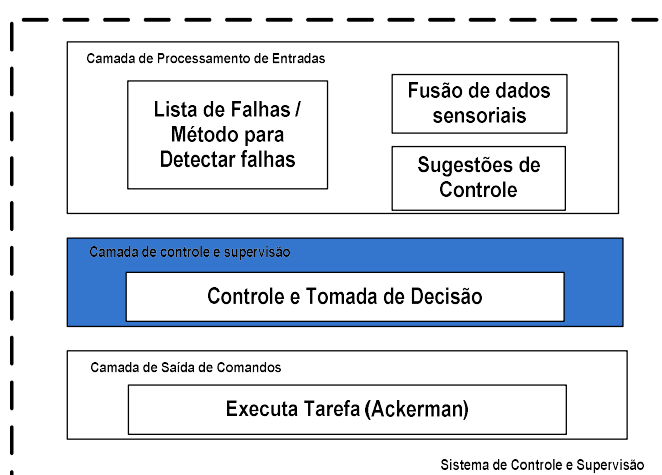 Camada de Processamento de Entradas
Lista de Falhas /
Método para
Detectar falhas
Fusão de dados
sensoriais
Sugestões de
Controle
Camada de controle e supervisão
Controle e Tomada de Decisão
Camada de Saída de Comandos
Executa Tarefa (Ackerman)
Sistema de Controle e Supervisão